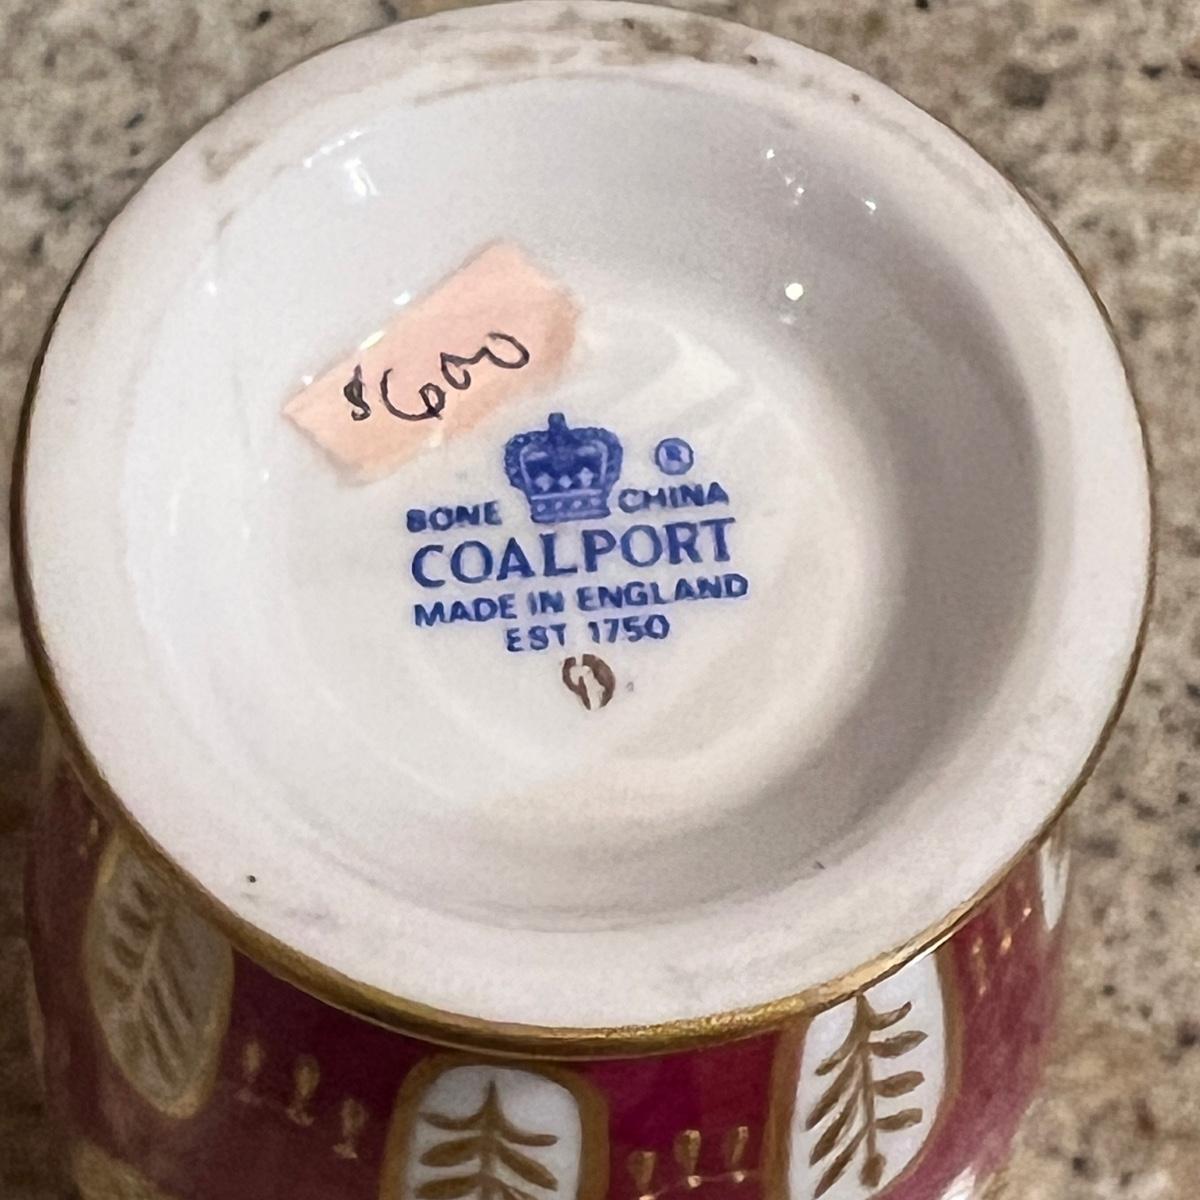 $600
®
BONE CHINA
COALPORT
MADE IN ENGLAND
EST 1750